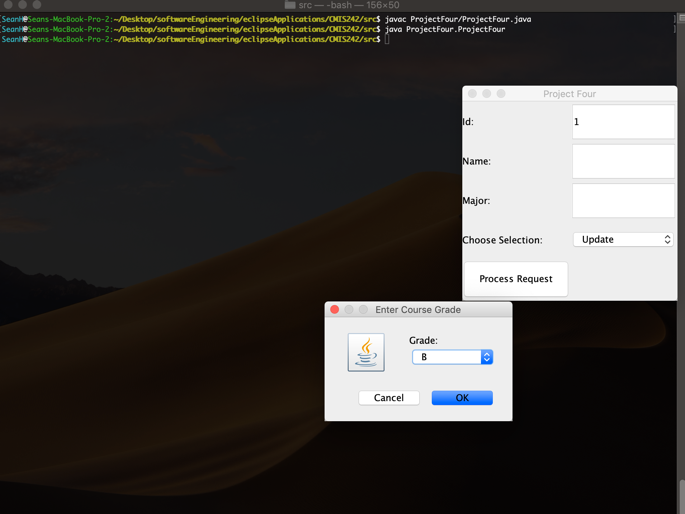 src — -bash — 156×50
SeanH@Seans-MacBook-Pro-2:~/Desktop/softwareEngineering/eclipseApplications/CMIS242/src$ javac ProjectFour/ProjectFour.java
SeanH@Seans-MacBook-Pro-2:~/Desktop/softwareEngineering/eclipseApplications/CMIS242/src$ java ProjectFour.ProjectFour
SeanH@Seans-MacBook-Pro-2:~/Desktop/softwareEngineering/eclipseApplications/CMIS242/src$
Project Four
Id: 1
Name:
Major:
Choose Selection: Update
Process Request
Enter Course Grade
Grade:
B
Cancel OK